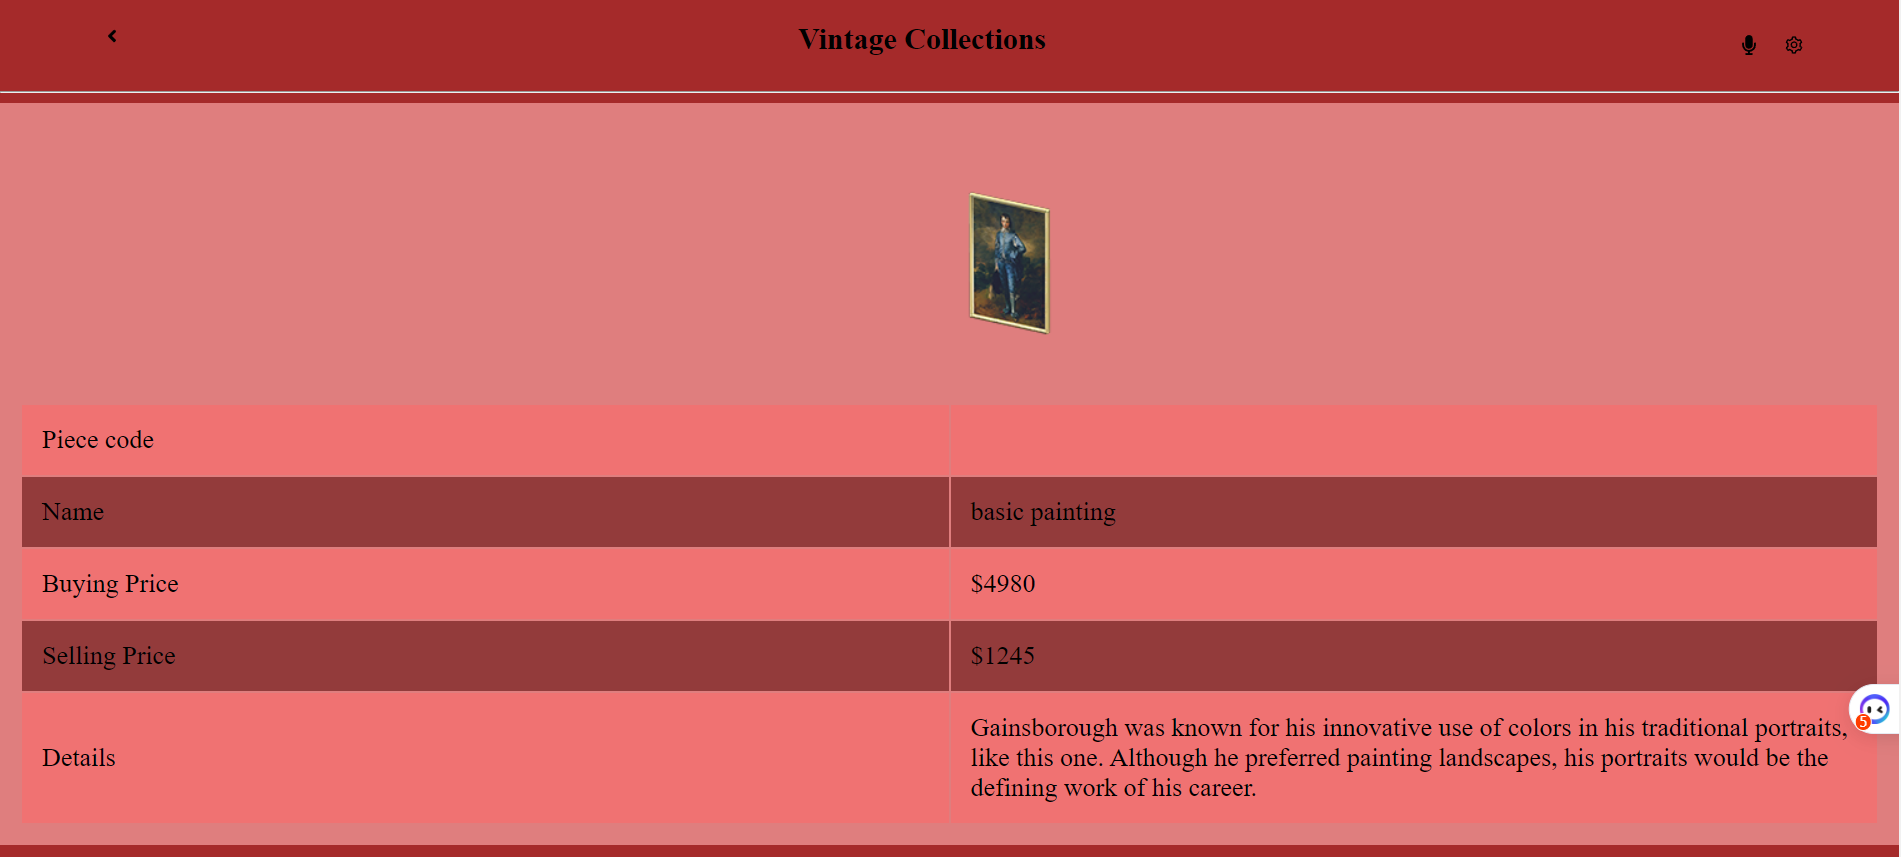 Vintage Collections
Piece code
Name
basic painting
Buying Price
$4980
Selling Price
$1245
Details
Gainsborough was known for his innovative use of colors in his traditional portraits,
like this one. Although he preferred painting landscapes, his portraits would be the
defining work of his career.
5